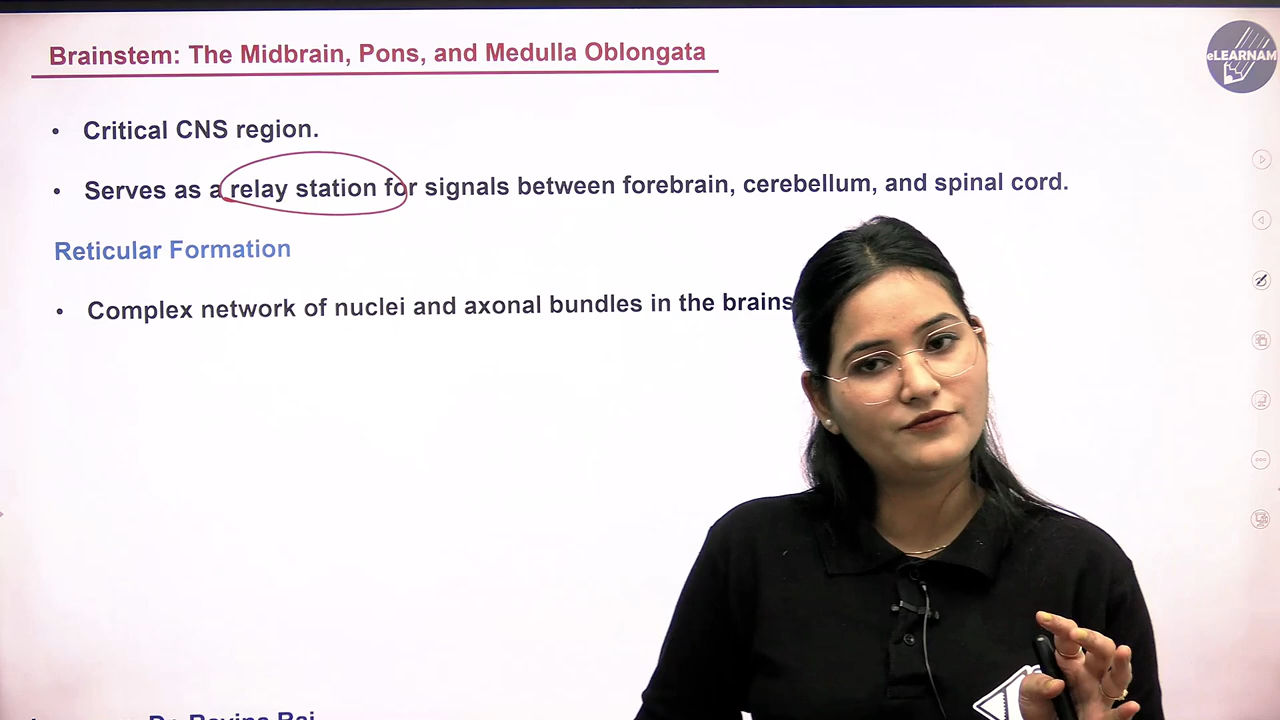 Brainstem: The Midbrain, Pons, and Medulla Oblongata
eLEARNAM
• Critical CNS region.
• Serves as a relay station for signals between forebrain, cerebellum, and spinal cord.
Reticular Formation
• Complex network of nuclei and axonal bundles in the brains